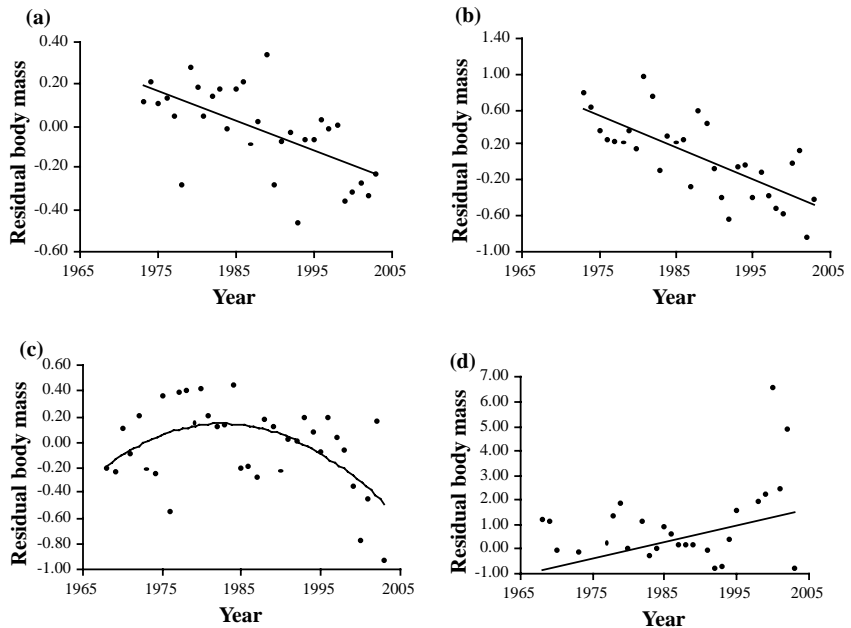 (a)
Residual body mass
0.40
0.20
0.00
-0.20
-0.40
-0.60
1965 1975 1985 1995 2005
Year
(b)
Residual body mass
1.40
1.00
0.60
0.20
-0.20
-0.60
-1.00
1965 1975 1985 1995 2005
Year
(c)
Residual body mass
0.60
0.40
0.20
0.00
-0.20
-0.40
-0.60
-0.80
-1.00
1965 1975 1985 1995 2005
Year
(d)
Residual body mass
7.00
6.00
5.00
4.00
3.00
2.00
1.00
0.00
-1.00
1965 1975 1985 1995 2005
Year